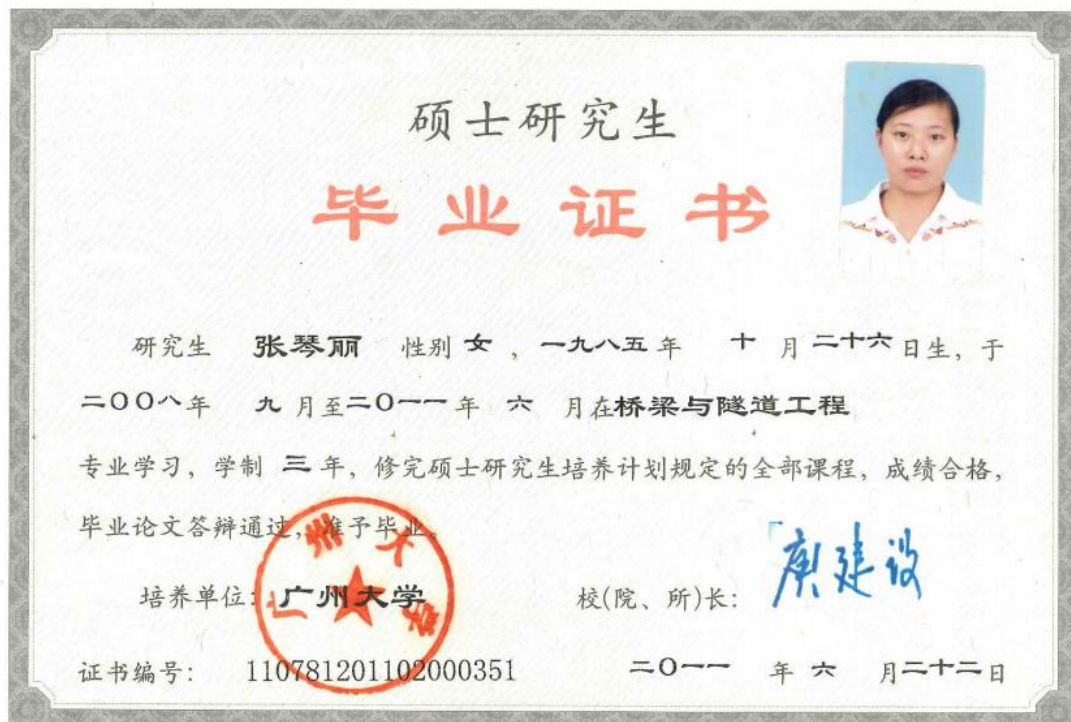 硕士研究生
毕业证书
研究生 张琴丽 性别 女 ，一九八五 年 十 月 二十六 日生，于
二〇〇八 年 九 月至 二〇一一 年 六 月在 桥梁与隧道工程
专业学习，学制 三 年，修完硕士研究生培养计划规定的全部课程，成绩合格，
毕业论文答辩通过，准予毕业。
培养单位：广州大学 校(院、所)长：庾建设
广州大学
证书编号： 110781201102000351 二〇一一 年 六 月 二十二 日